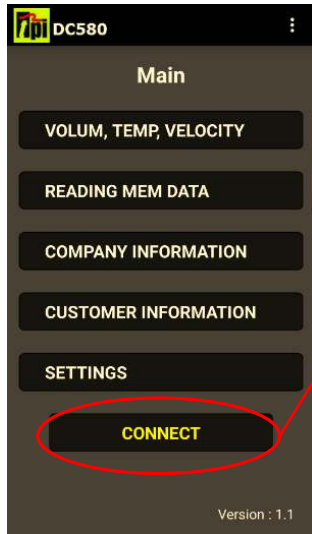 TPI DC580
Main
VOLUM, TEMP, VELOCITY
READING MEM DATA
COMPANY INFORMATION
CUSTOMER INFORMATION
SETTINGS
CONNECT
Version : 1.1